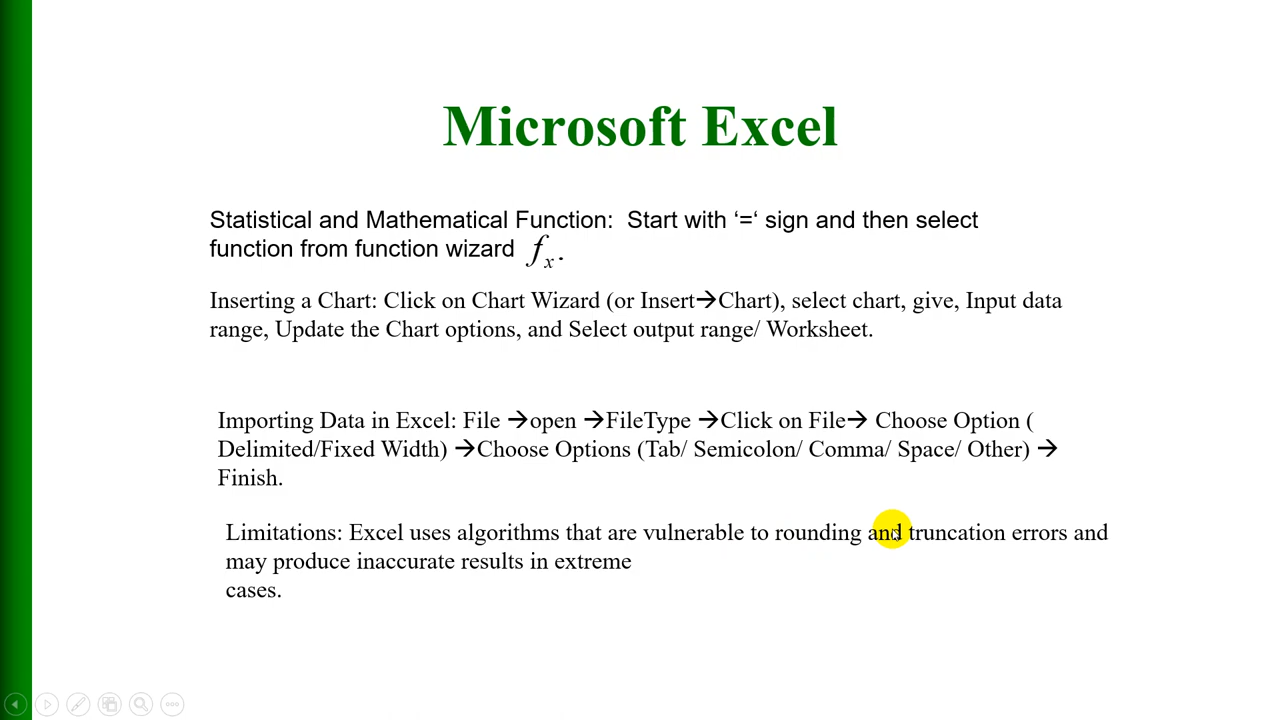 Microsoft Excel
Statistical and Mathematical Function:  Start with ‘=‘ sign and then select
function from function wizard fx.
Inserting a Chart: Click on Chart Wizard (or Insert→Chart), select chart, give, Input data
range, Update the Chart options, and Select output range/ Worksheet.
Importing Data in Excel: File →open →FileType →Click on File→ Choose Option (
Delimited/Fixed Width) →Choose Options (Tab/ Semicolon/ Comma/ Space/ Other) →
Finish.
Limitations: Excel uses algorithms that are vulnerable to rounding and truncation errors and
may produce inaccurate results in extreme
cases.